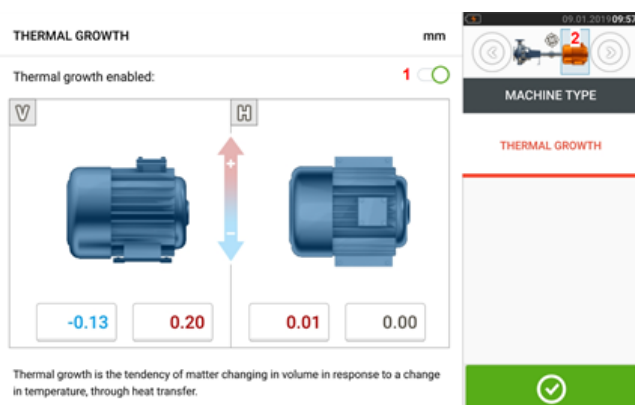 THERMAL GROWTH mm
Thermal growth enabled: 1
V H
+
-
-0.13 0.20 0.01 0.00
Thermal growth is the tendency of matter changing in volume in response to a change
in temperature, through heat transfer.
09.01.2019 09:57
2
MACHINE TYPE
THERMAL GROWTH